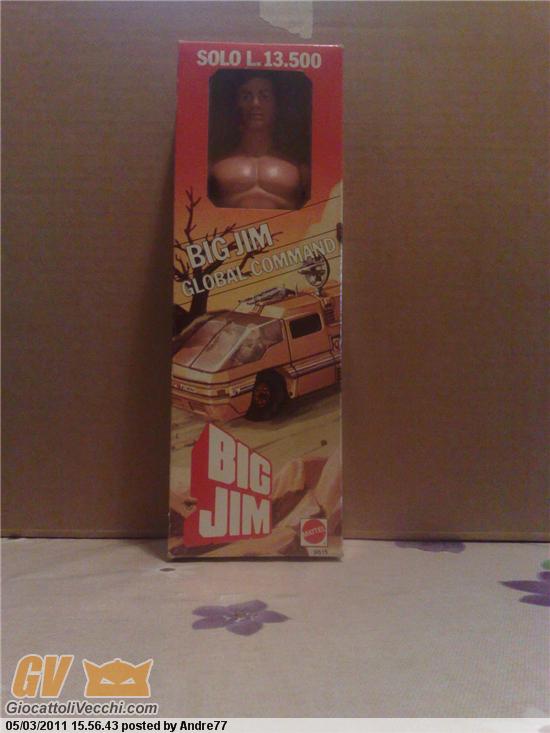 SOLO L.13.500
BIG JIM
GLOBAL COMMAND
BIG
JIM
MATTEL
GV
GiocattoliVecchi.com
05/03/2011 15.56.43 posted by Andre77